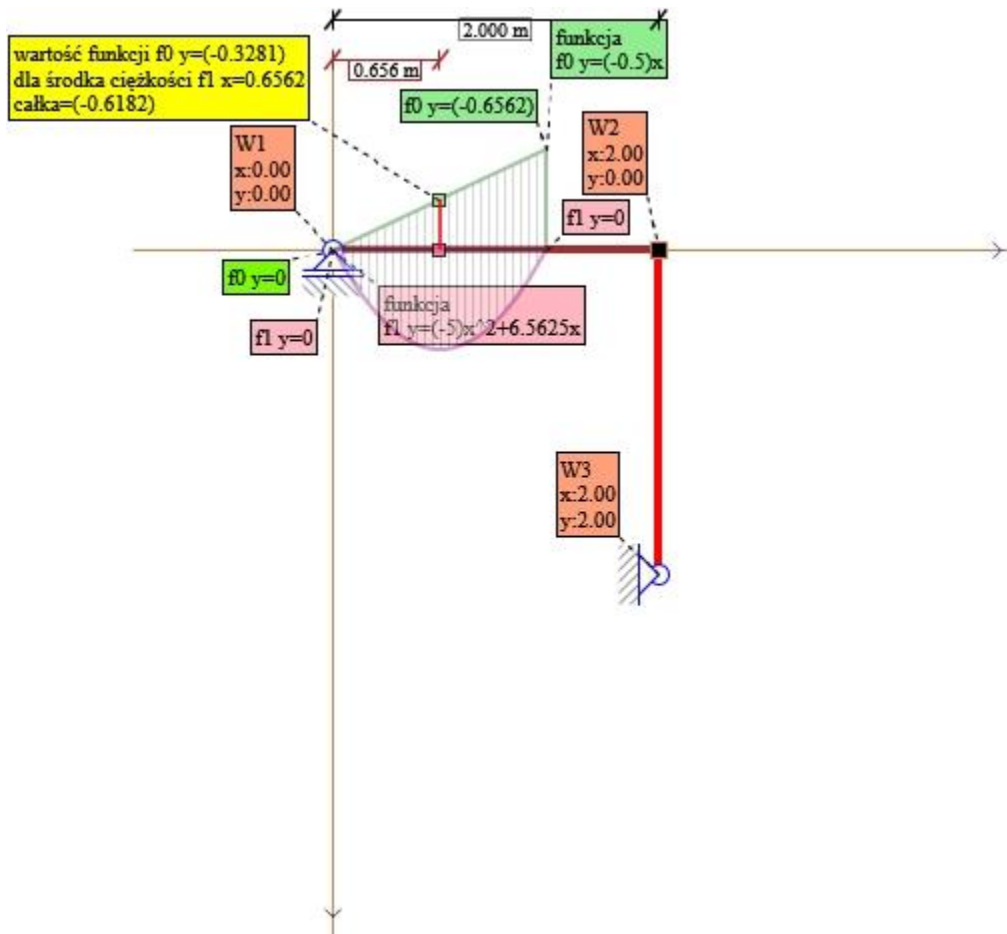 2.000 m
funkcja
f0 y=(-0.5)x
wartość funkcji f0 y=(-0.3281)
dla środka ciężkości f1 x=0.6562
całka=(-0.6182)
0.656 m
f0 y=(-0.6562)
W1
x:0.00
y:0.00
W2
x:2.00
y:0.00
f1 y=0
f0 y=0
funkcja
f1 y=(-5)x^2+6.5625x
f1 y=0
W3
x:2.00
y:2.00